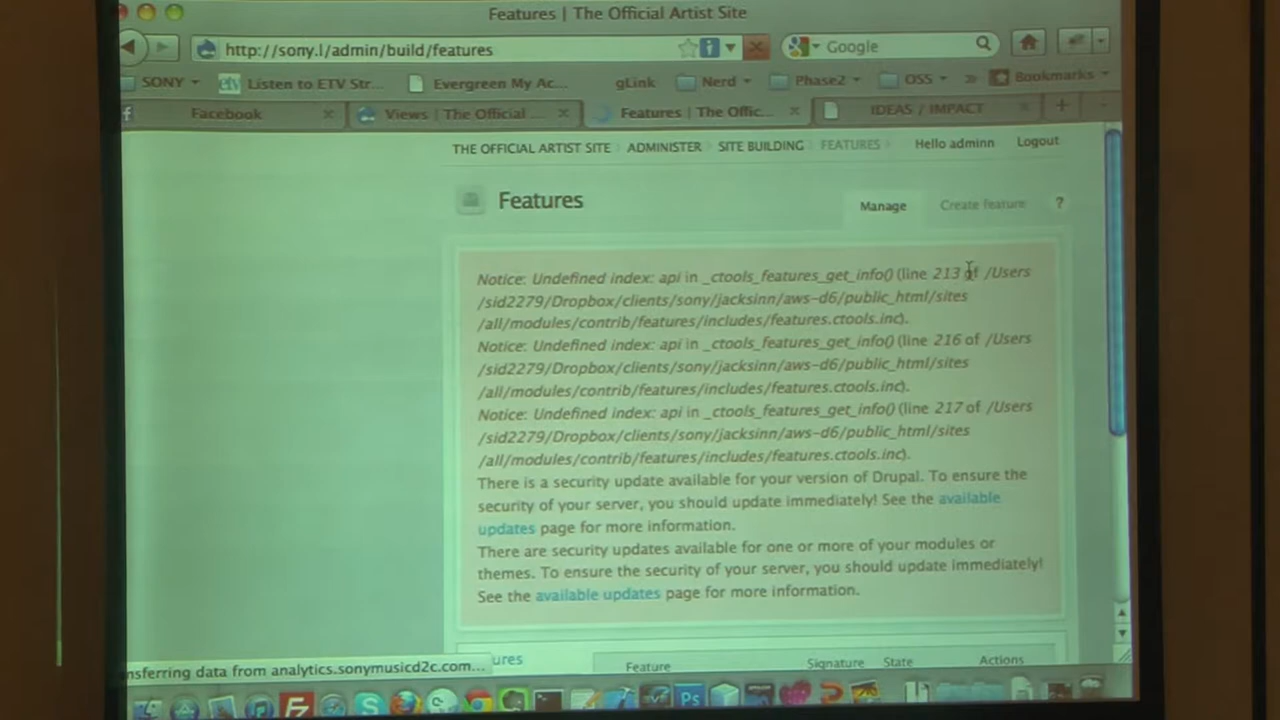 Features | The Official Artist Site
http://sony.l/admin/build/features
Google
SONY
Listen to ETV Str...
Evergreen My Ac...
gLink
Nerd
Phase2
OSS
Bookmarks
Facebook
Views | The Official ...
Features | The Offic...
IDEAS / IMPACT
THE OFFICIAL ARTIST SITE ADMINISTER SITE BUILDING FEATURES Hello adminn Logout
Features
Manage
Create feature
?
Notice: Undefined index: api in _ctools_features_get_info() (line 213 of /Users
/sid2279/Dropbox/clients/sony/jacksinn/aws-d6/public_html/sites
/all/modules/contrib/features/includes/features.ctools.inc).
Notice: Undefined index: api in _ctools_features_get_info() (line 216 of /Users
/sid2279/Dropbox/clients/sony/jacksinn/aws-d6/public_html/sites
/all/modules/contrib/features/includes/features.ctools.inc).
Notice: Undefined index: api in _ctools_features_get_info() (line 217 of /Users
/sid2279/Dropbox/clients/sony/jacksinn/aws-d6/public_html/sites
/all/modules/contrib/features/includes/features.ctools.inc).
There is a security update available for your version of Drupal. To ensure the
security of your server, you should update immediately! See the available
updates page for more information.
There are security updates available for one or more of your modules or
themes. To ensure the security of your server, you should update immediately!
See the available updates page for more information.
nsferring data from analytics.sonymusicd2c.com...
ures
Feature
Signature
State
Actions
Ps